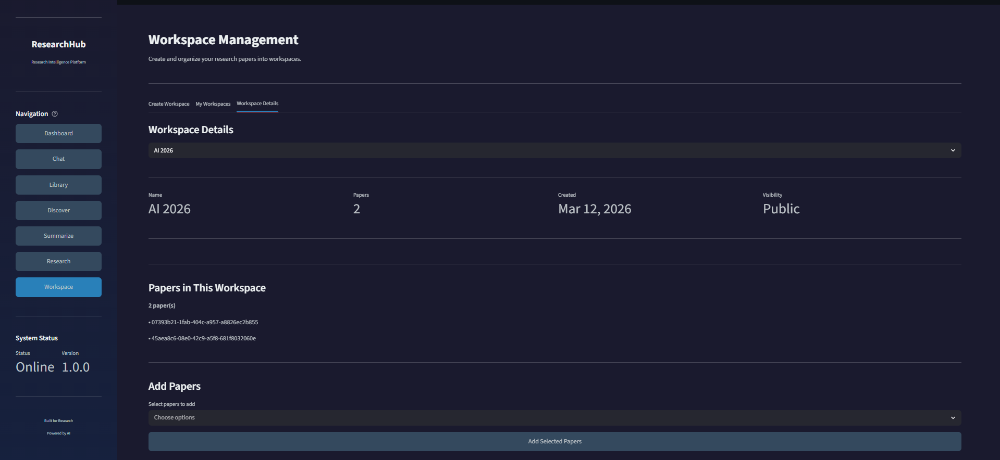 ResearchHub
Research Intelligence Platform
Navigation
Dashboard
Chat
Library
Discover
Summarize
Research
Workspace
System Status
Status Version
Online 1.0.0
Built for Research
Powered by AI
Workspace Management
Create and organize your research papers into workspaces.
Create Workspace My Workspaces Workspace Details
Workspace Details
AI 2026
Name Papers Created Visibility
AI 2026 2 Mar 12, 2026 Public
Papers in This Workspace
2 paper(s)
• 07393b21-1fab-404c-a957-a8826ec2b855
• 45aea8c6-08e0-42c9-a5f8-681f8032060e
Add Papers
Select papers to add
Choose options
Add Selected Papers